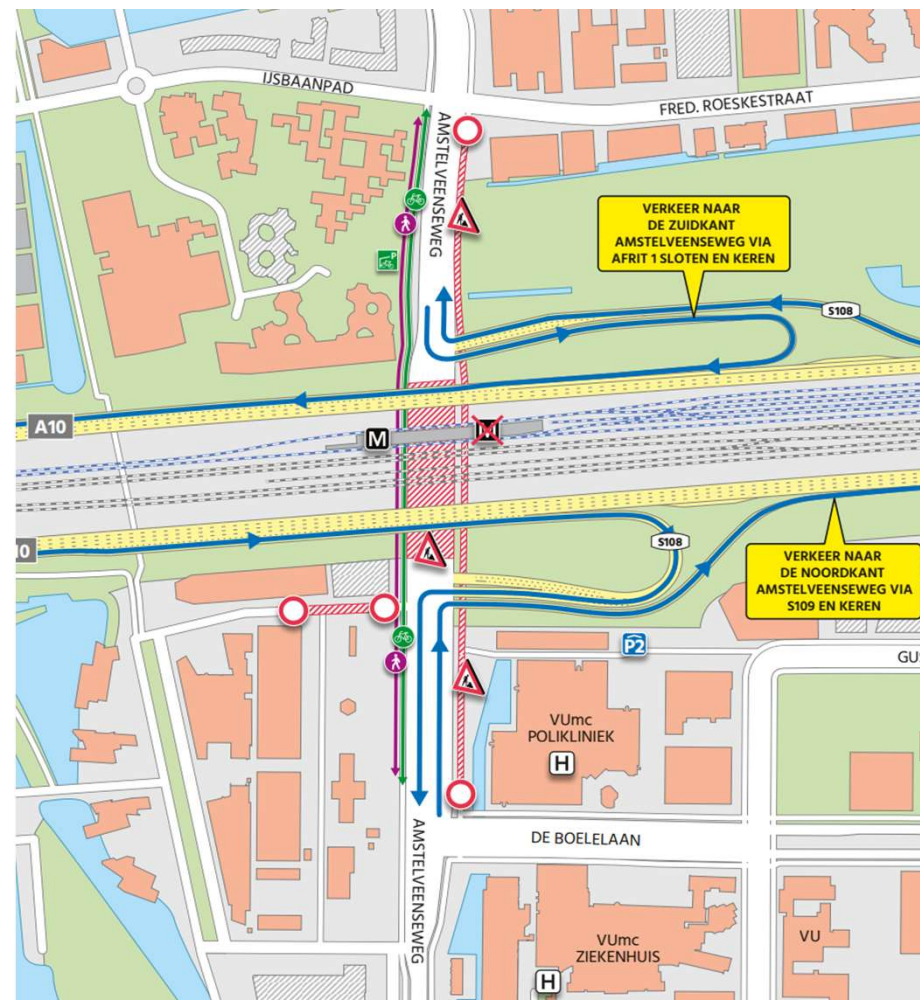 IJSBAANPAD
FRED. ROESKESTRAAT
AMSTELVEENSEWEG
P
VERKEER NAAR
DE ZUIDKANT
AMSTELVEENSEWEG VIA
AFRIT 1 SLOTEN EN KEREN
S108
A10
M
M
10
S108
VERKEER NAAR
DE NOORDKANT
AMSTELVEENSEWEG VIA
S109 EN KEREN
P2
GUS
VUmc
POLIKLINIEK
H
AMSTELVEENSEWEG
DE BOELELAAN
VUmc
ZIEKENHUIS
VU
H